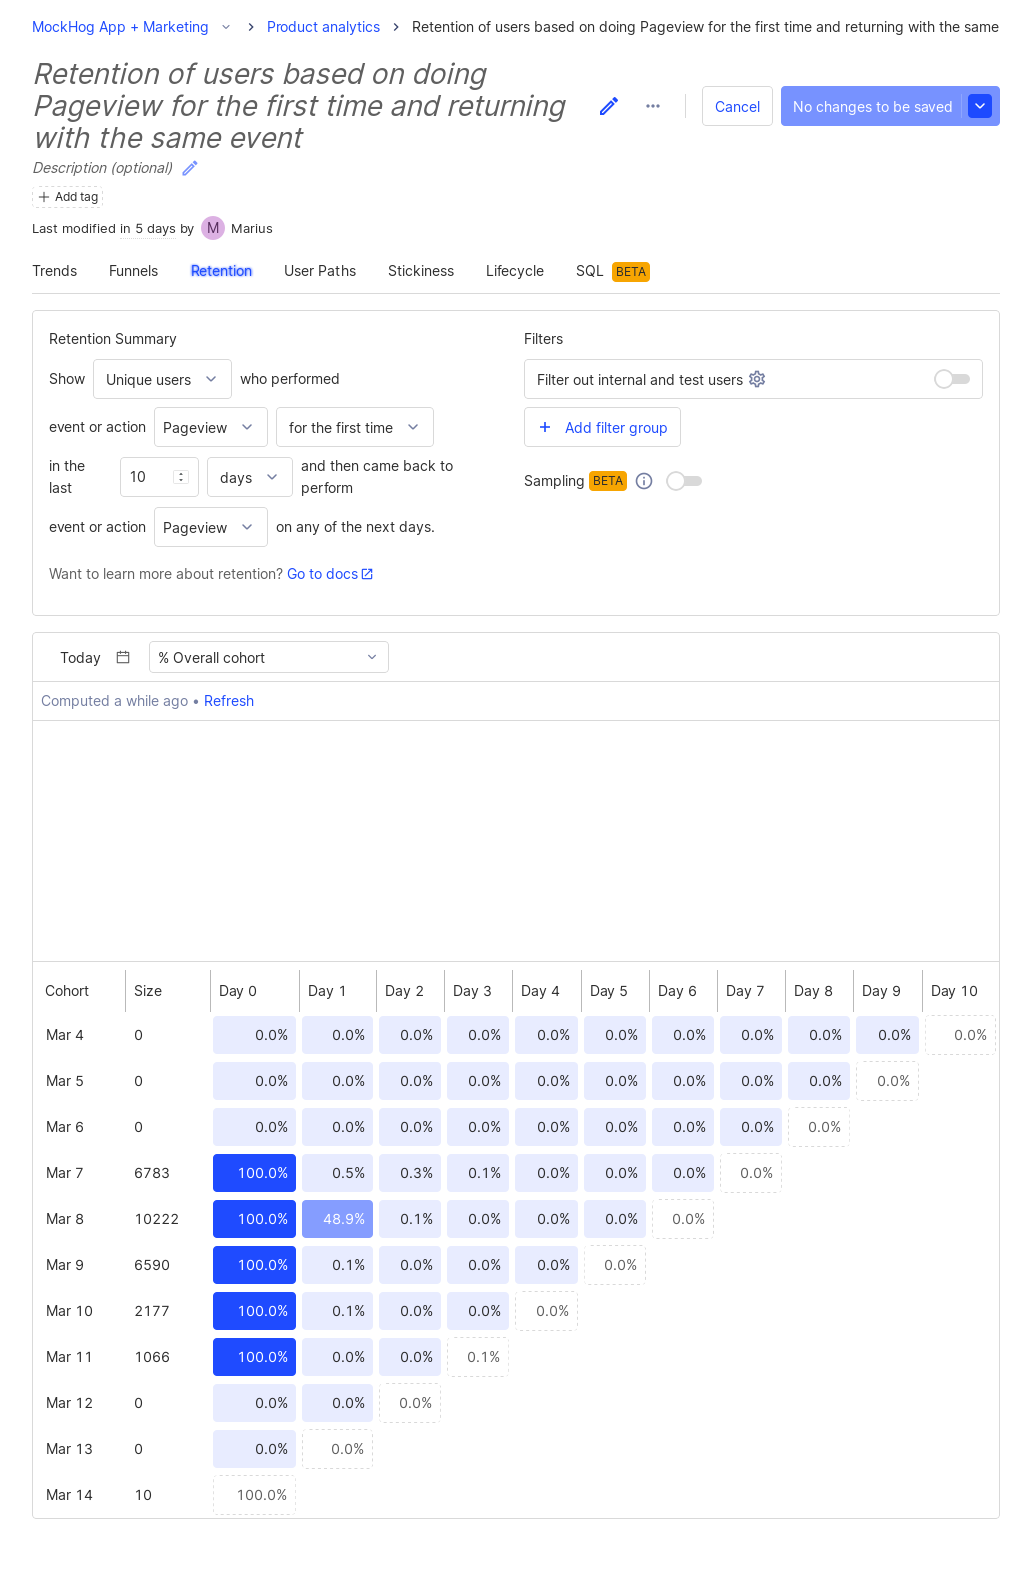 MockHog App + Marketing Product analytics Retention of users based on doing Pageview for the first time and returning with the same
Retention of users based on doing
Pageview for the first time and returning
with the same event
Cancel No changes to be saved
Description (optional)
Add tag
Last modified in 5 days by M Marius
Trends Funnels Retention User Paths Stickiness Lifecycle SQL BETA
Retention Summary
Show Unique users who performed
event or action Pageview for the first time
in the last 10 days and then came back to perform
event or action Pageview on any of the next days.
Want to learn more about retention? Go to docs
Filters
Filter out internal and test users
Add filter group
Sampling BETA
Today % Overall cohort
Computed a while ago • Refresh
Cohort Size Day 0 Day 1 Day 2 Day 3 Day 4 Day 5 Day 6 Day 7 Day 8 Day 9 Day 10
Mar 4 0 0.0% 0.0% 0.0% 0.0% 0.0% 0.0% 0.0% 0.0% 0.0% 0.0% 0.0%
Mar 5 0 0.0% 0.0% 0.0% 0.0% 0.0% 0.0% 0.0% 0.0% 0.0% 0.0%
Mar 6 0 0.0% 0.0% 0.0% 0.0% 0.0% 0.0% 0.0% 0.0% 0.0%
Mar 7 6783 100.0% 0.5% 0.3% 0.1% 0.0% 0.0% 0.0% 0.0%
Mar 8 10222 100.0% 48.9% 0.1% 0.0% 0.0% 0.0% 0.0%
Mar 9 6590 100.0% 0.1% 0.0% 0.0% 0.0% 0.0%
Mar 10 2177 100.0% 0.1% 0.0% 0.0% 0.0%
Mar 11 1066 100.0% 0.0% 0.0% 0.1%
Mar 12 0 0.0% 0.0% 0.0%
Mar 13 0 0.0% 0.0%
Mar 14 10 100.0%